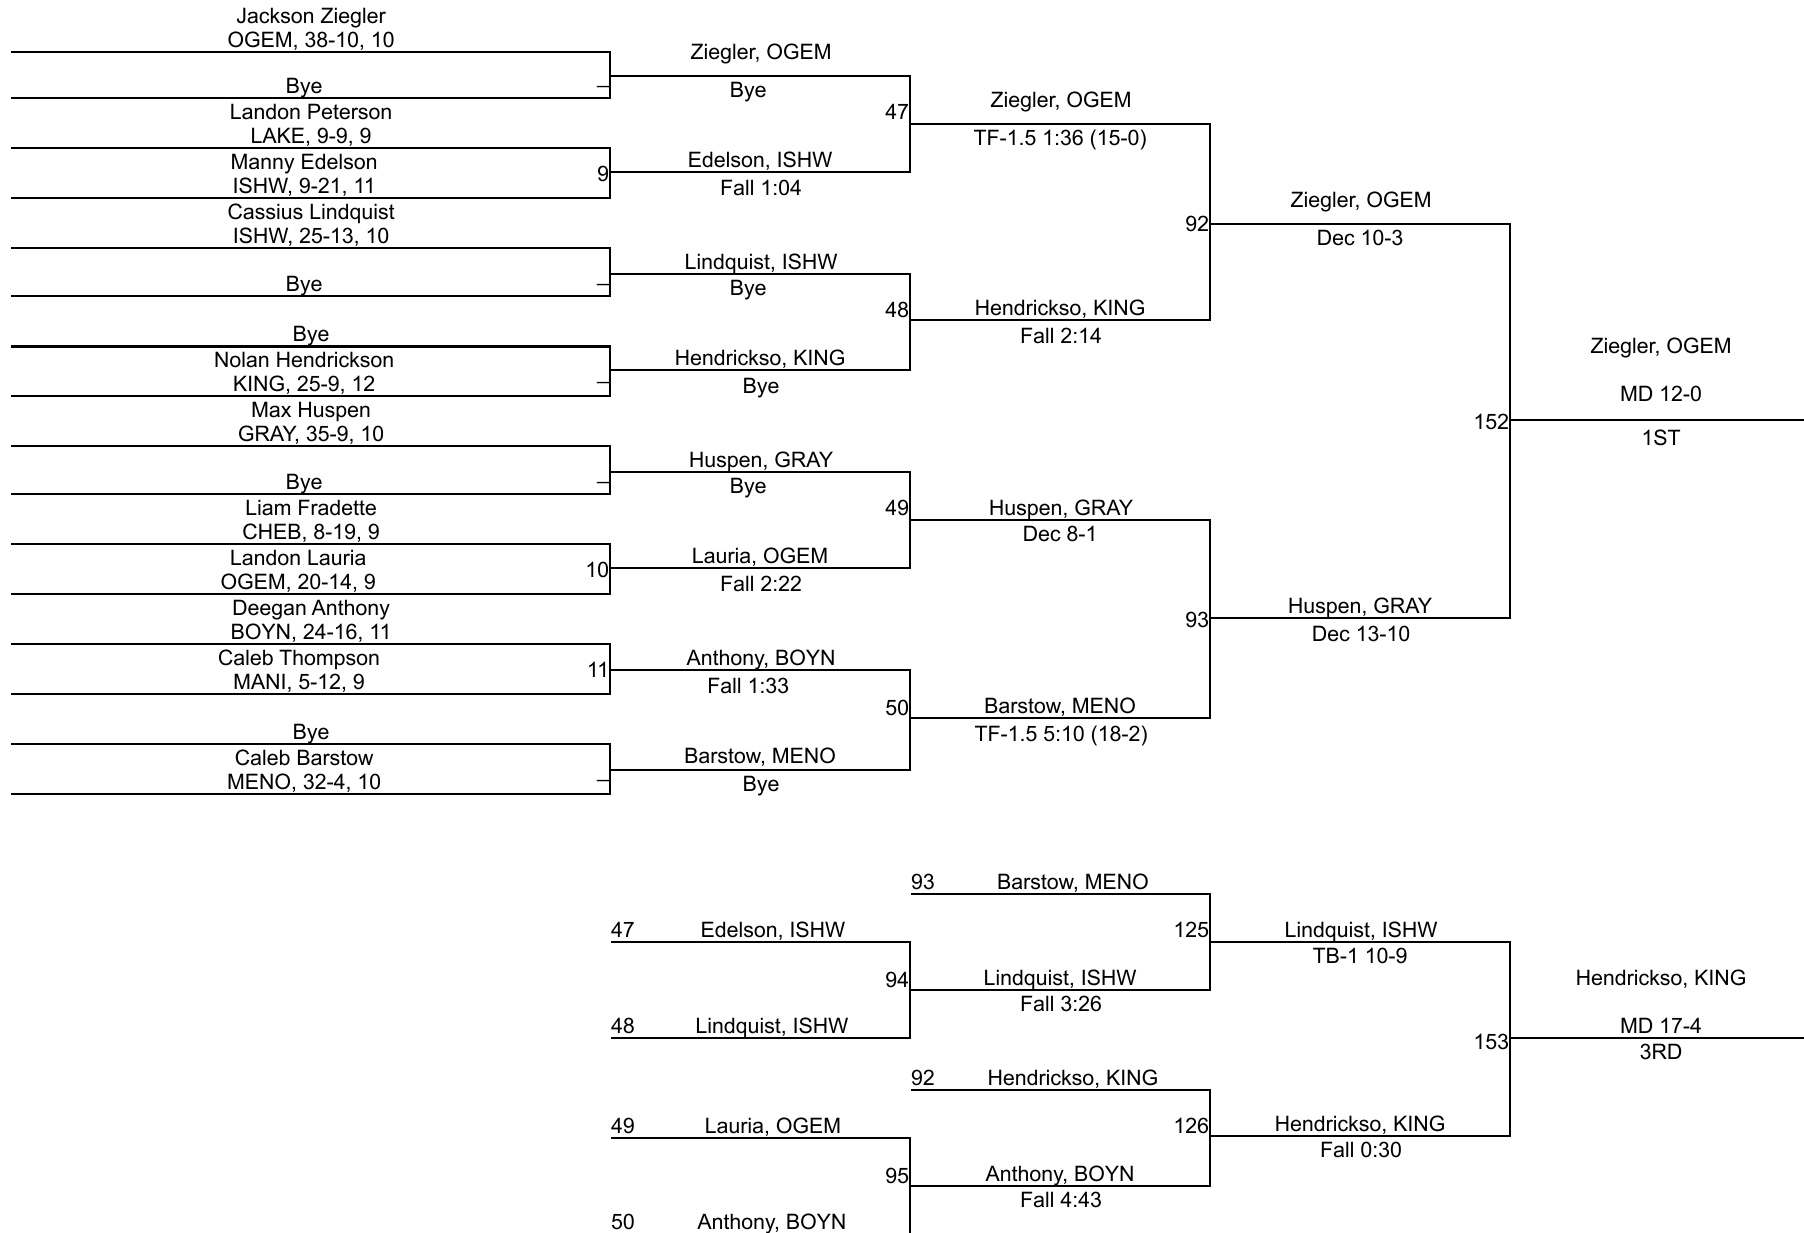 Jackson Ziegler
OGEM, 38-10, 10
Bye
Landon Peterson
LAKE, 9-9, 9
Manny Edelson
ISHW, 9-21, 11
9
Cassius Lindquist
ISHW, 25-13, 10
Bye
Bye
Nolan Hendrickson
KING, 25-9, 12
Max Huspen
GRAY, 35-9, 10
Bye
Liam Fradette
CHEB, 8-19, 9
Landon Lauria
OGEM, 20-14, 9
10
Deegan Anthony
BOYN, 24-16, 11
Caleb Thompson
MANI, 5-12, 9
11
Bye
Caleb Barstow
MENO, 32-4, 10
Ziegler, OGEM
Bye
47
Edelson, ISHW
Fall 1:04
Lindquist, ISHW
Bye
48
Hendrickso, KING
Bye
Huspen, GRAY
Bye
49
Lauria, OGEM
Fall 2:22
Anthony, BOYN
Fall 1:33
50
Barstow, MENO
Bye
Ziegler, OGEM
TF-1.5 1:36 (15-0)
92
Hendrickso, KING
Fall 2:14
Huspen, GRAY
Dec 8-1
93
Barstow, MENO
TF-1.5 5:10 (18-2)
Ziegler, OGEM
Dec 10-3
152
Huspen, GRAY
Dec 13-10
Ziegler, OGEM
MD 12-0
1ST
93 Barstow, MENO
47 Edelson, ISHW
125
94
Lindquist, ISHW
Fall 3:26
48 Lindquist, ISHW
Lindquist, ISHW
TB-1 10-9
92 Hendrickso, KING
49 Lauria, OGEM
126
95
Anthony, BOYN
Fall 4:43
50 Anthony, BOYN
Hendrickso, KING
Fall 0:30
153
Hendrickso, KING
MD 17-4
3RD